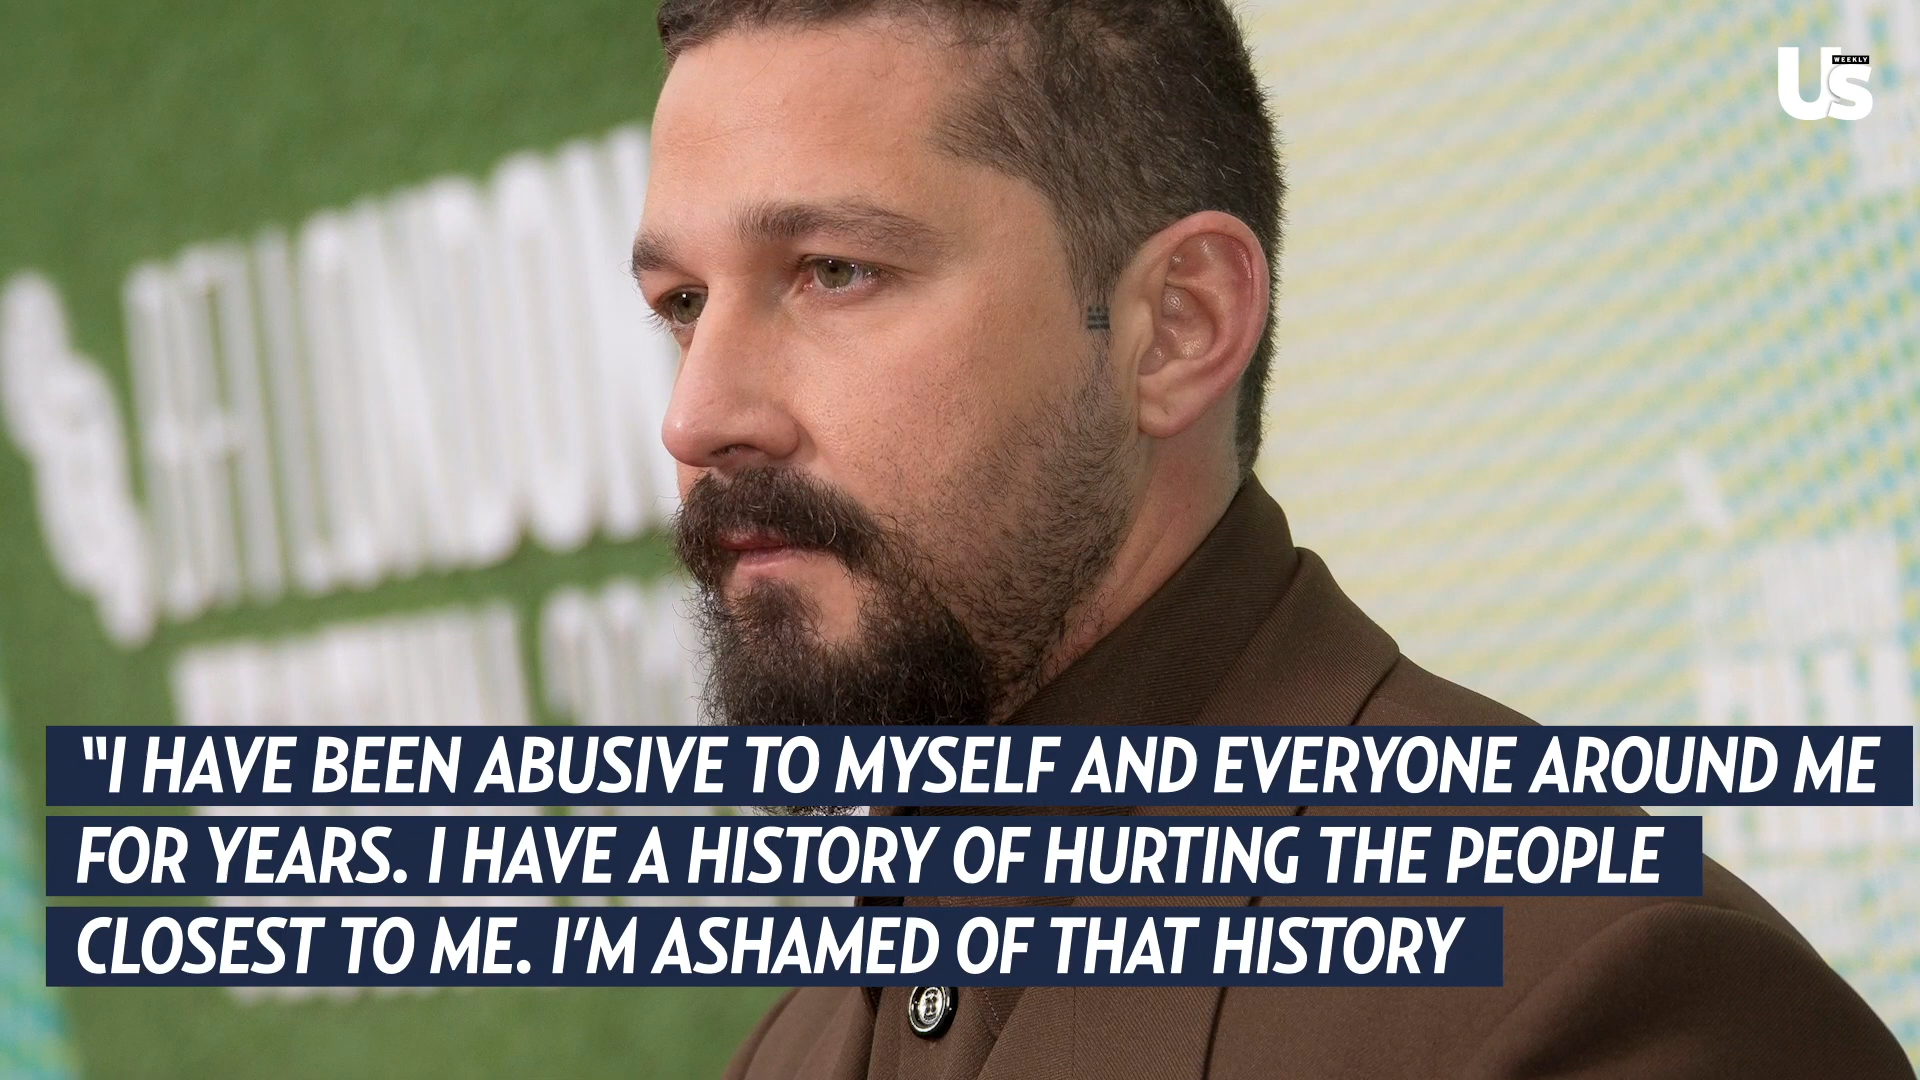 Us
WEEKLY
“I HAVE BEEN ABUSIVE TO MYSELF AND EVERYONE AROUND ME
FOR YEARS. I HAVE A HISTORY OF HURTING THE PEOPLE
CLOSEST TO ME. I’M ASHAMED OF THAT HISTORY